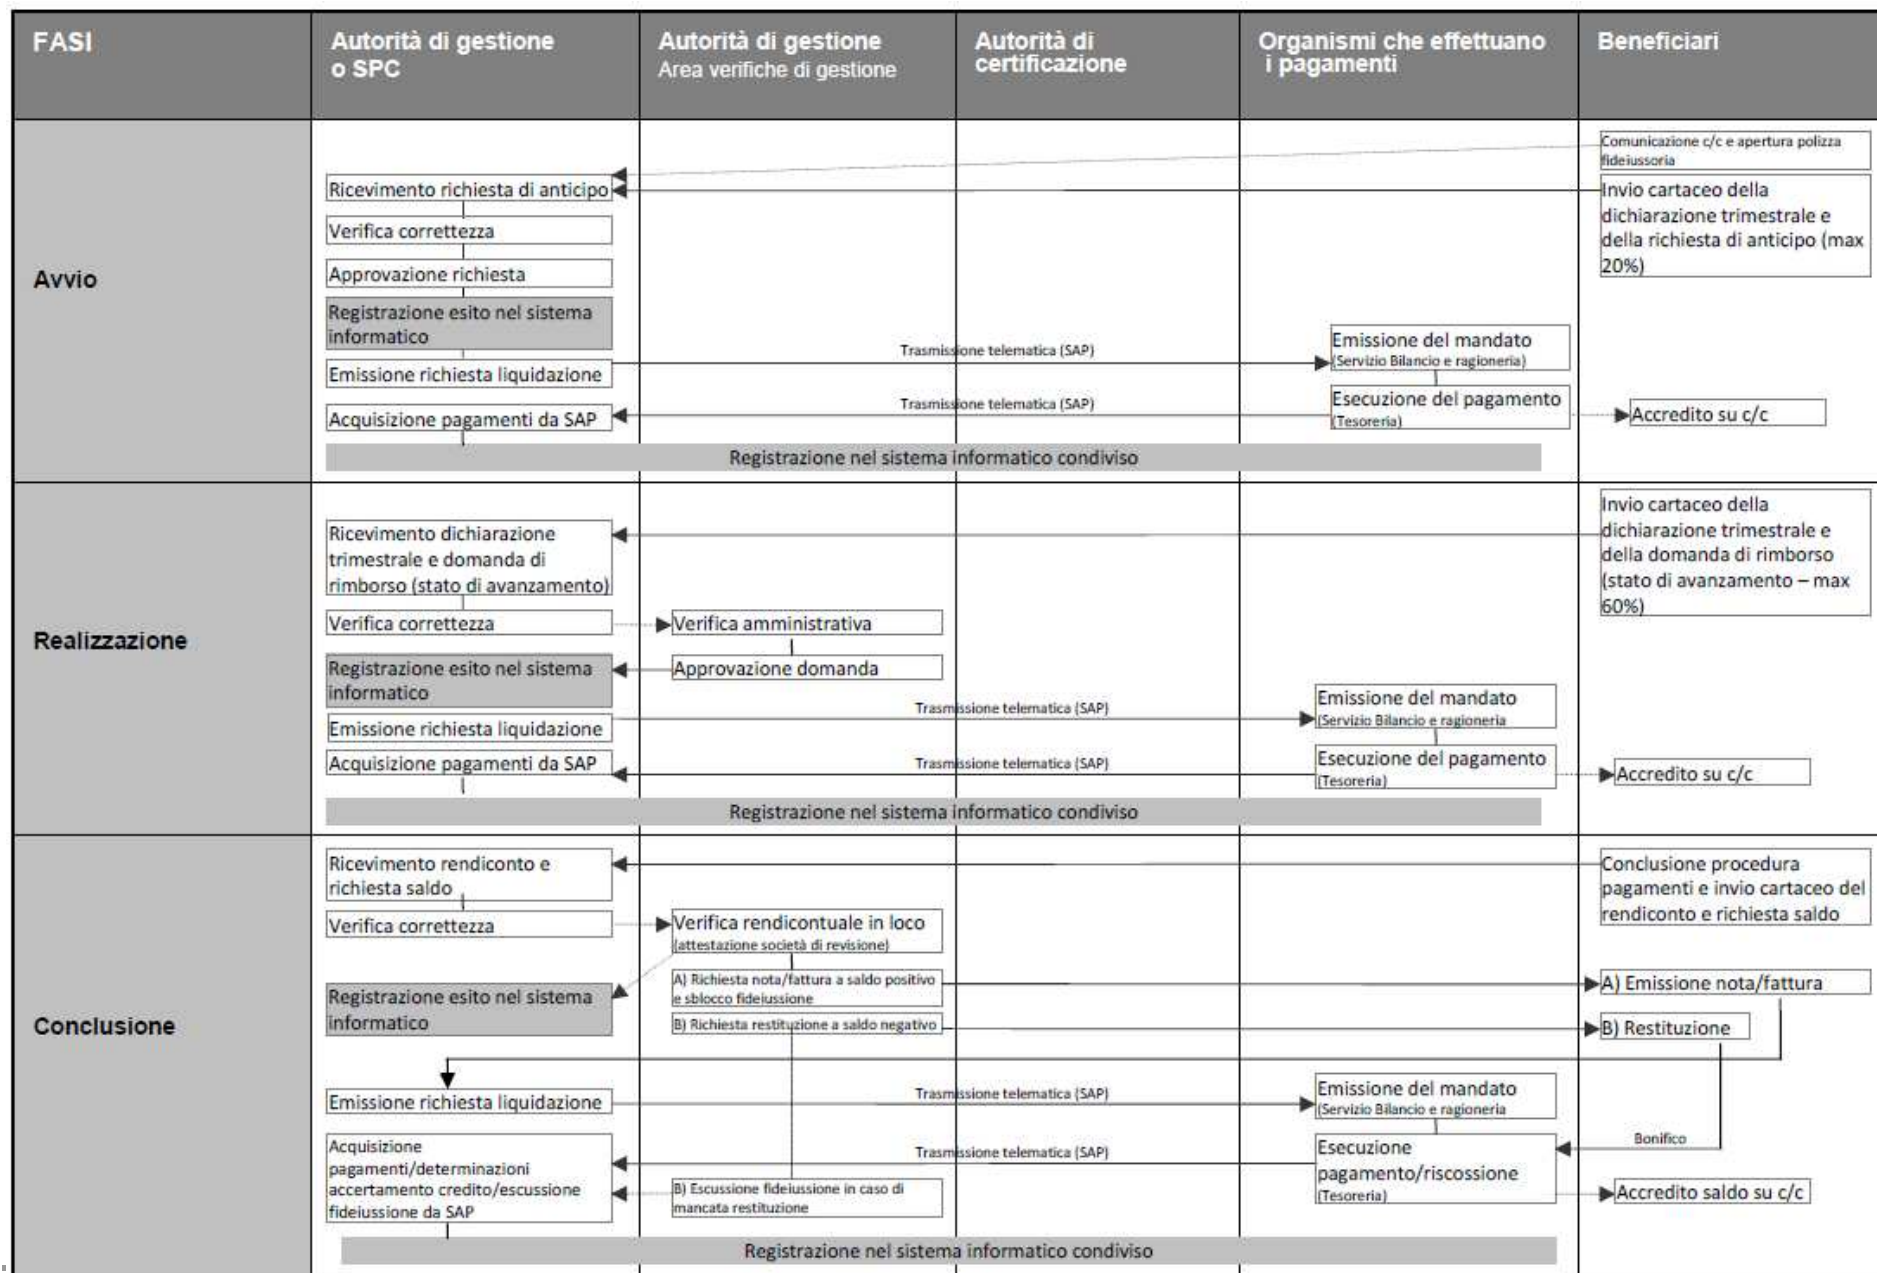 FASI
Autorità di gestione
o SPC
Autorità di gestione
Area verifiche di gestione
Autorità di
certificazione
Organismi che effettuano
i pagamenti
Beneficiari
Avvio
Comunicazione c/c e apertura polizza
fideiussoria
Ricevimento richiesta di anticipo
Invio cartaceo della
dichiarazione trimestrale e
della richiesta di anticipo (max
20%)
Verifica correttezza
Approvazione richiesta
Registrazione esito nel sistema
informatico
Emissione richiesta liquidazione
Trasmissione telematica (SAP)
Emissione del mandato
(Servizio Bilancio e ragioneria)
Acquisizione pagamenti da SAP
Trasmissione telematica (SAP)
Esecuzione del pagamento
(Tesoreria)
Accredito su c/c
Registrazione nel sistema informatico condiviso
Realizzazione
Invio cartaceo della
dichiarazione trimestrale e
della domanda di rimborso
(stato di avanzamento – max
60%)
Ricevimento dichiarazione
trimestrale e domanda di
rimborso (stato di avanzamento)
Verifica correttezza
Verifica amministrativa
Registrazione esito nel sistema
informatico
Approvazione domanda
Emissione richiesta liquidazione
Trasmissione telematica (SAP)
Emissione del mandato
(Servizio Bilancio e ragioneria
Acquisizione pagamenti da SAP
Trasmissione telematica (SAP)
Esecuzione del pagamento
(Tesoreria)
Accredito su c/c
Registrazione nel sistema informatico condiviso
Conclusione
Ricevimento rendiconto e
richiesta saldo
Conclusione procedura
pagamenti e invio cartaceo del
rendiconto e richiesta saldo
Verifica correttezza
Verifica rendicontuale in loco
(attestazione società di revisione)
Registrazione esito nel sistema
informatico
A) Richiesta nota/fattura a saldo positivo
e sblocco fideiussione
A) Emissione nota/fattura
B) Richiesta restituzione a saldo negativo
B) Restituzione
Emissione richiesta liquidazione
Trasmissione telematica (SAP)
Emissione del mandato
(Servizio Bilancio e ragioneria
Acquisizione
pagamenti/determinazioni
accertamento credito/escussione
fideiussione da SAP
Trasmissione telematica (SAP)
Esecuzione
pagamento/riscossione
(Tesoreria)
Bonifico
B) Escussione fideiussione in caso di
mancata restituzione
Accredito saldo su c/c
Registrazione nel sistema informatico condiviso